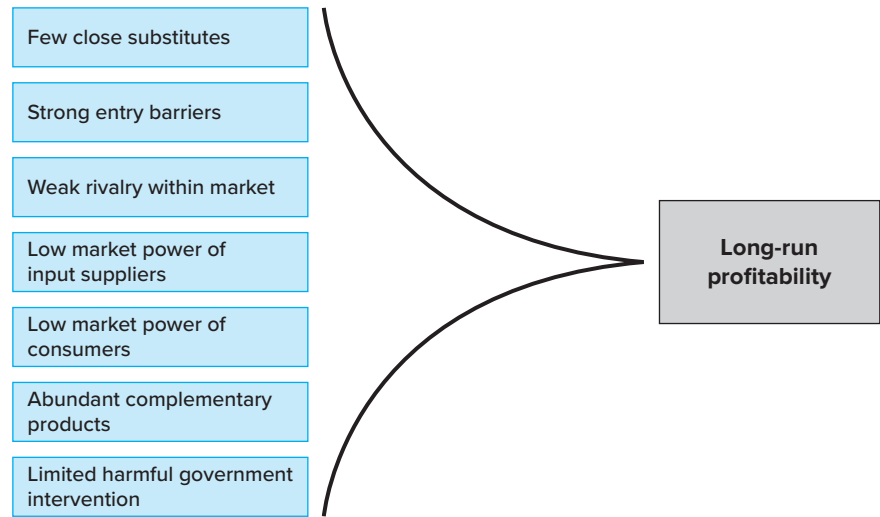 Few close substitutes
Strong entry barriers
Weak rivalry within market
Low market power of
input suppliers
Low market power of
consumers
Abundant complementary
products
Limited harmful government
intervention
Long-run
profitability